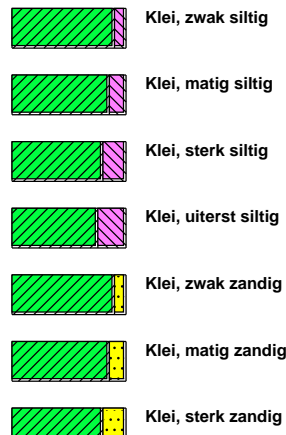 Klei, zwak siltig
Klei, matig siltig
Klei, sterk siltig
Klei, uiterst siltig
Klei, zwak zandig
Klei, matig zandig
Klei, sterk zandig